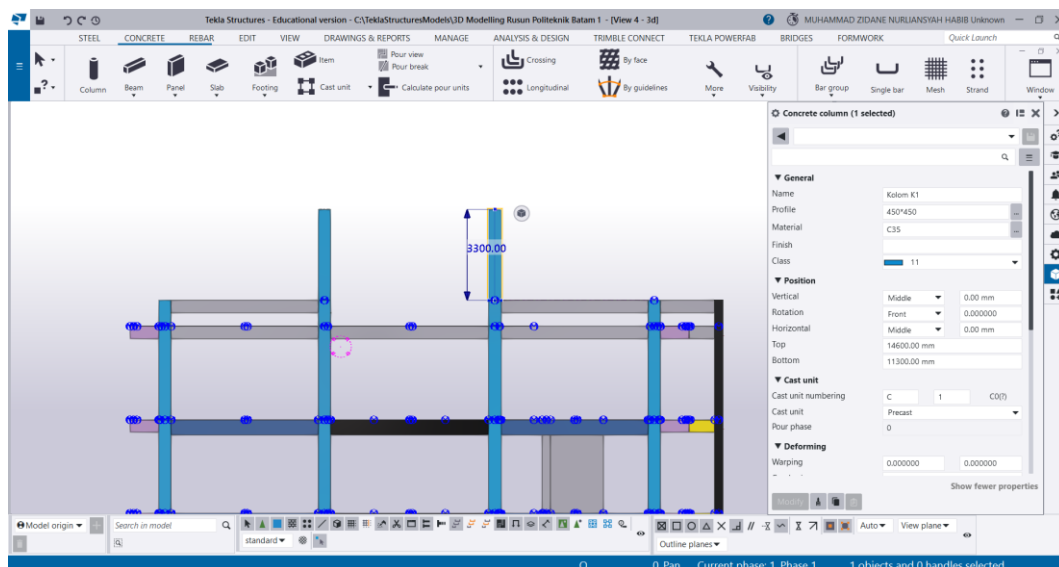 Tekla Structures - Educational version - C:\TeklaStructuresModels\3D Modelling Rusun Politeknik Batam 1 - [View 4 - 3d]
MUHAMMAD ZIDANE NURLIANSYAH HABIB Unknown
STEEL CONCRETE REBAR EDIT VIEW DRAWINGS & REPORTS MANAGE ANALYSIS & DESIGN TRIMBLE CONNECT TEKLA POWERFAB BRIDGES FORMWORK Quick Launch
Item Pour view Crossing By face
Pour break
Cast unit Calculate pour units Longitudinal By guidelines
Column Beam Panel Slab Footing More Visibility Bar group Single bar Mesh Strand Window
Concrete column (1 selected)
General
Name Kolom K1
Profile 450*450 ...
Material C35 ...
Finish
Class 11
Position
Vertical Middle 0.00 mm
Rotation Front 0.000000
Horizontal Middle 0.00 mm
Top 14600.00 mm
Bottom 11300.00 mm
Cast unit
Cast unit numbering C 1 C0(?)
Cast unit Precast
Pour phase 0
Deforming
Warping 0.000000 0.000000
Show fewer properties
Modify
3300.00
Model origin Search in model
standard
Auto View plane
Outline planes
O 0 Pan Current phase: 1, Phase 1 1 objects and 0 handles selected